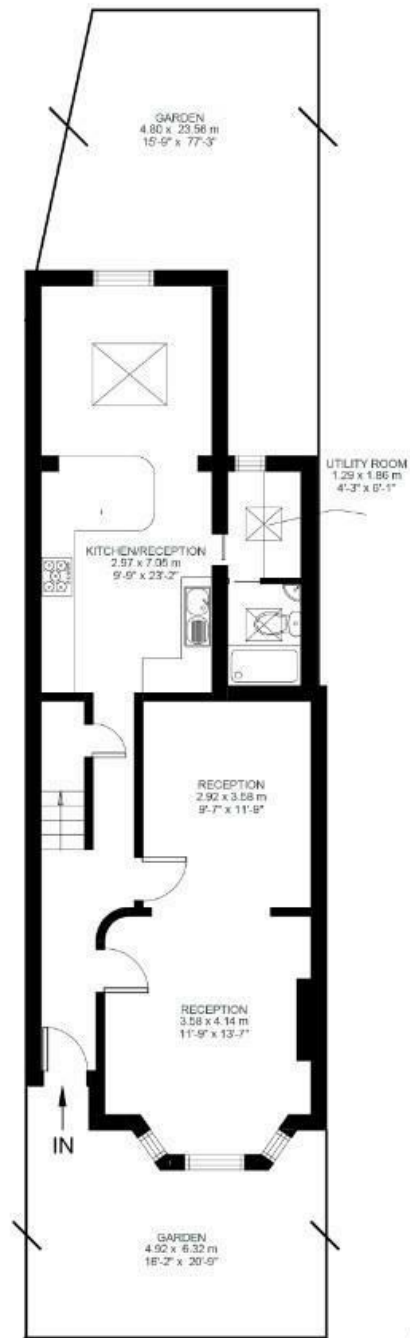 GARDEN
4.80 x 23.56 m
15'-9" x 77'-3"
UTILITY ROOM
1.29 x 1.86 m
4'-3" x 6'-1"
KITCHEN/RECEPTION
2.97 x 7.05 m
9'-9" x 23'-2"
RECEPTION
2.92 x 3.58 m
9'-7" x 11'-9"
RECEPTION
3.58 x 4.14 m
11'-9" x 13'-7"
IN
GARDEN
4.92 x 6.32 m
16'-2" x 20'-9"